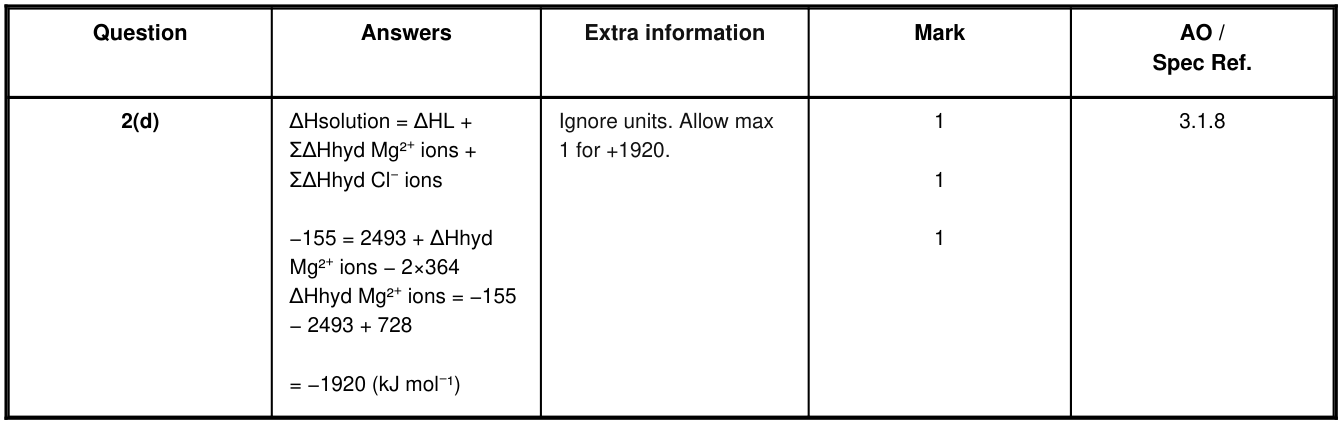 Question Answers Extra information Mark AO /
Spec Ref.
2(d) ΔHsolution = ΔHL + Ignore units. Allow max 1 3.1.8
ΣΔHhyd Mg²⁺ ions + 1 for +1920.
ΣΔHhyd Cl⁻ ions 1
−155 = 2493 + ΔHhyd 1
Mg²⁺ ions − 2×364
ΔHhyd Mg²⁺ ions = −155
− 2493 + 728
= −1920 (kJ mol⁻¹)